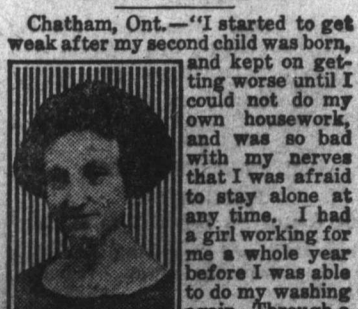 Chatham, Ont.—"I started to get
weak after my second child was born,
and kept on get-
ting worse until I
could not do my
own housework,
and was so bad
with my nerves
that I was afraid
to stay alone at
any time. I had
a girl working for
me a whole year
before I was able
to do my washing
again. Through a